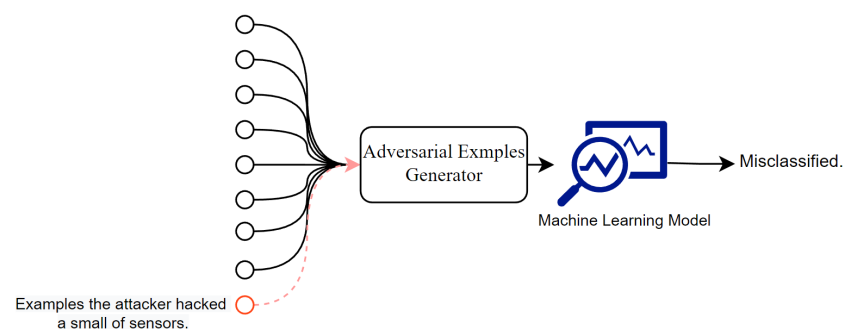 Adversarial Exmples
Generator
Misclassified.
Machine Learning Model
Examples the attacker hacked
a small of sensors.